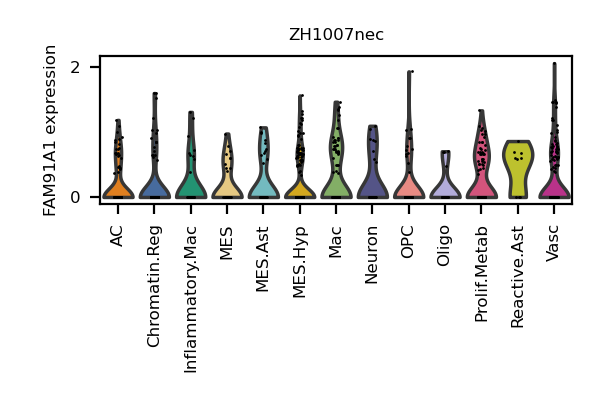 ZH1007nec
FAM91A1 expression
2
0
AC
Chromatin.Reg
Inflammatory.Mac
MES
MES.Ast
MES.Hyp
Mac
Neuron
OPC
Oligo
Prolif.Metab
Reactive.Ast
Vasc